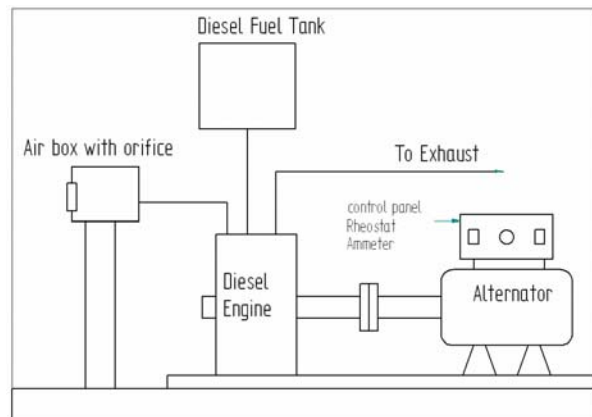 Diesel Fuel Tank
Air box with orifice
To Exhaust
control panel
Rheostat
Ammeter
Diesel
Engine
Alternator